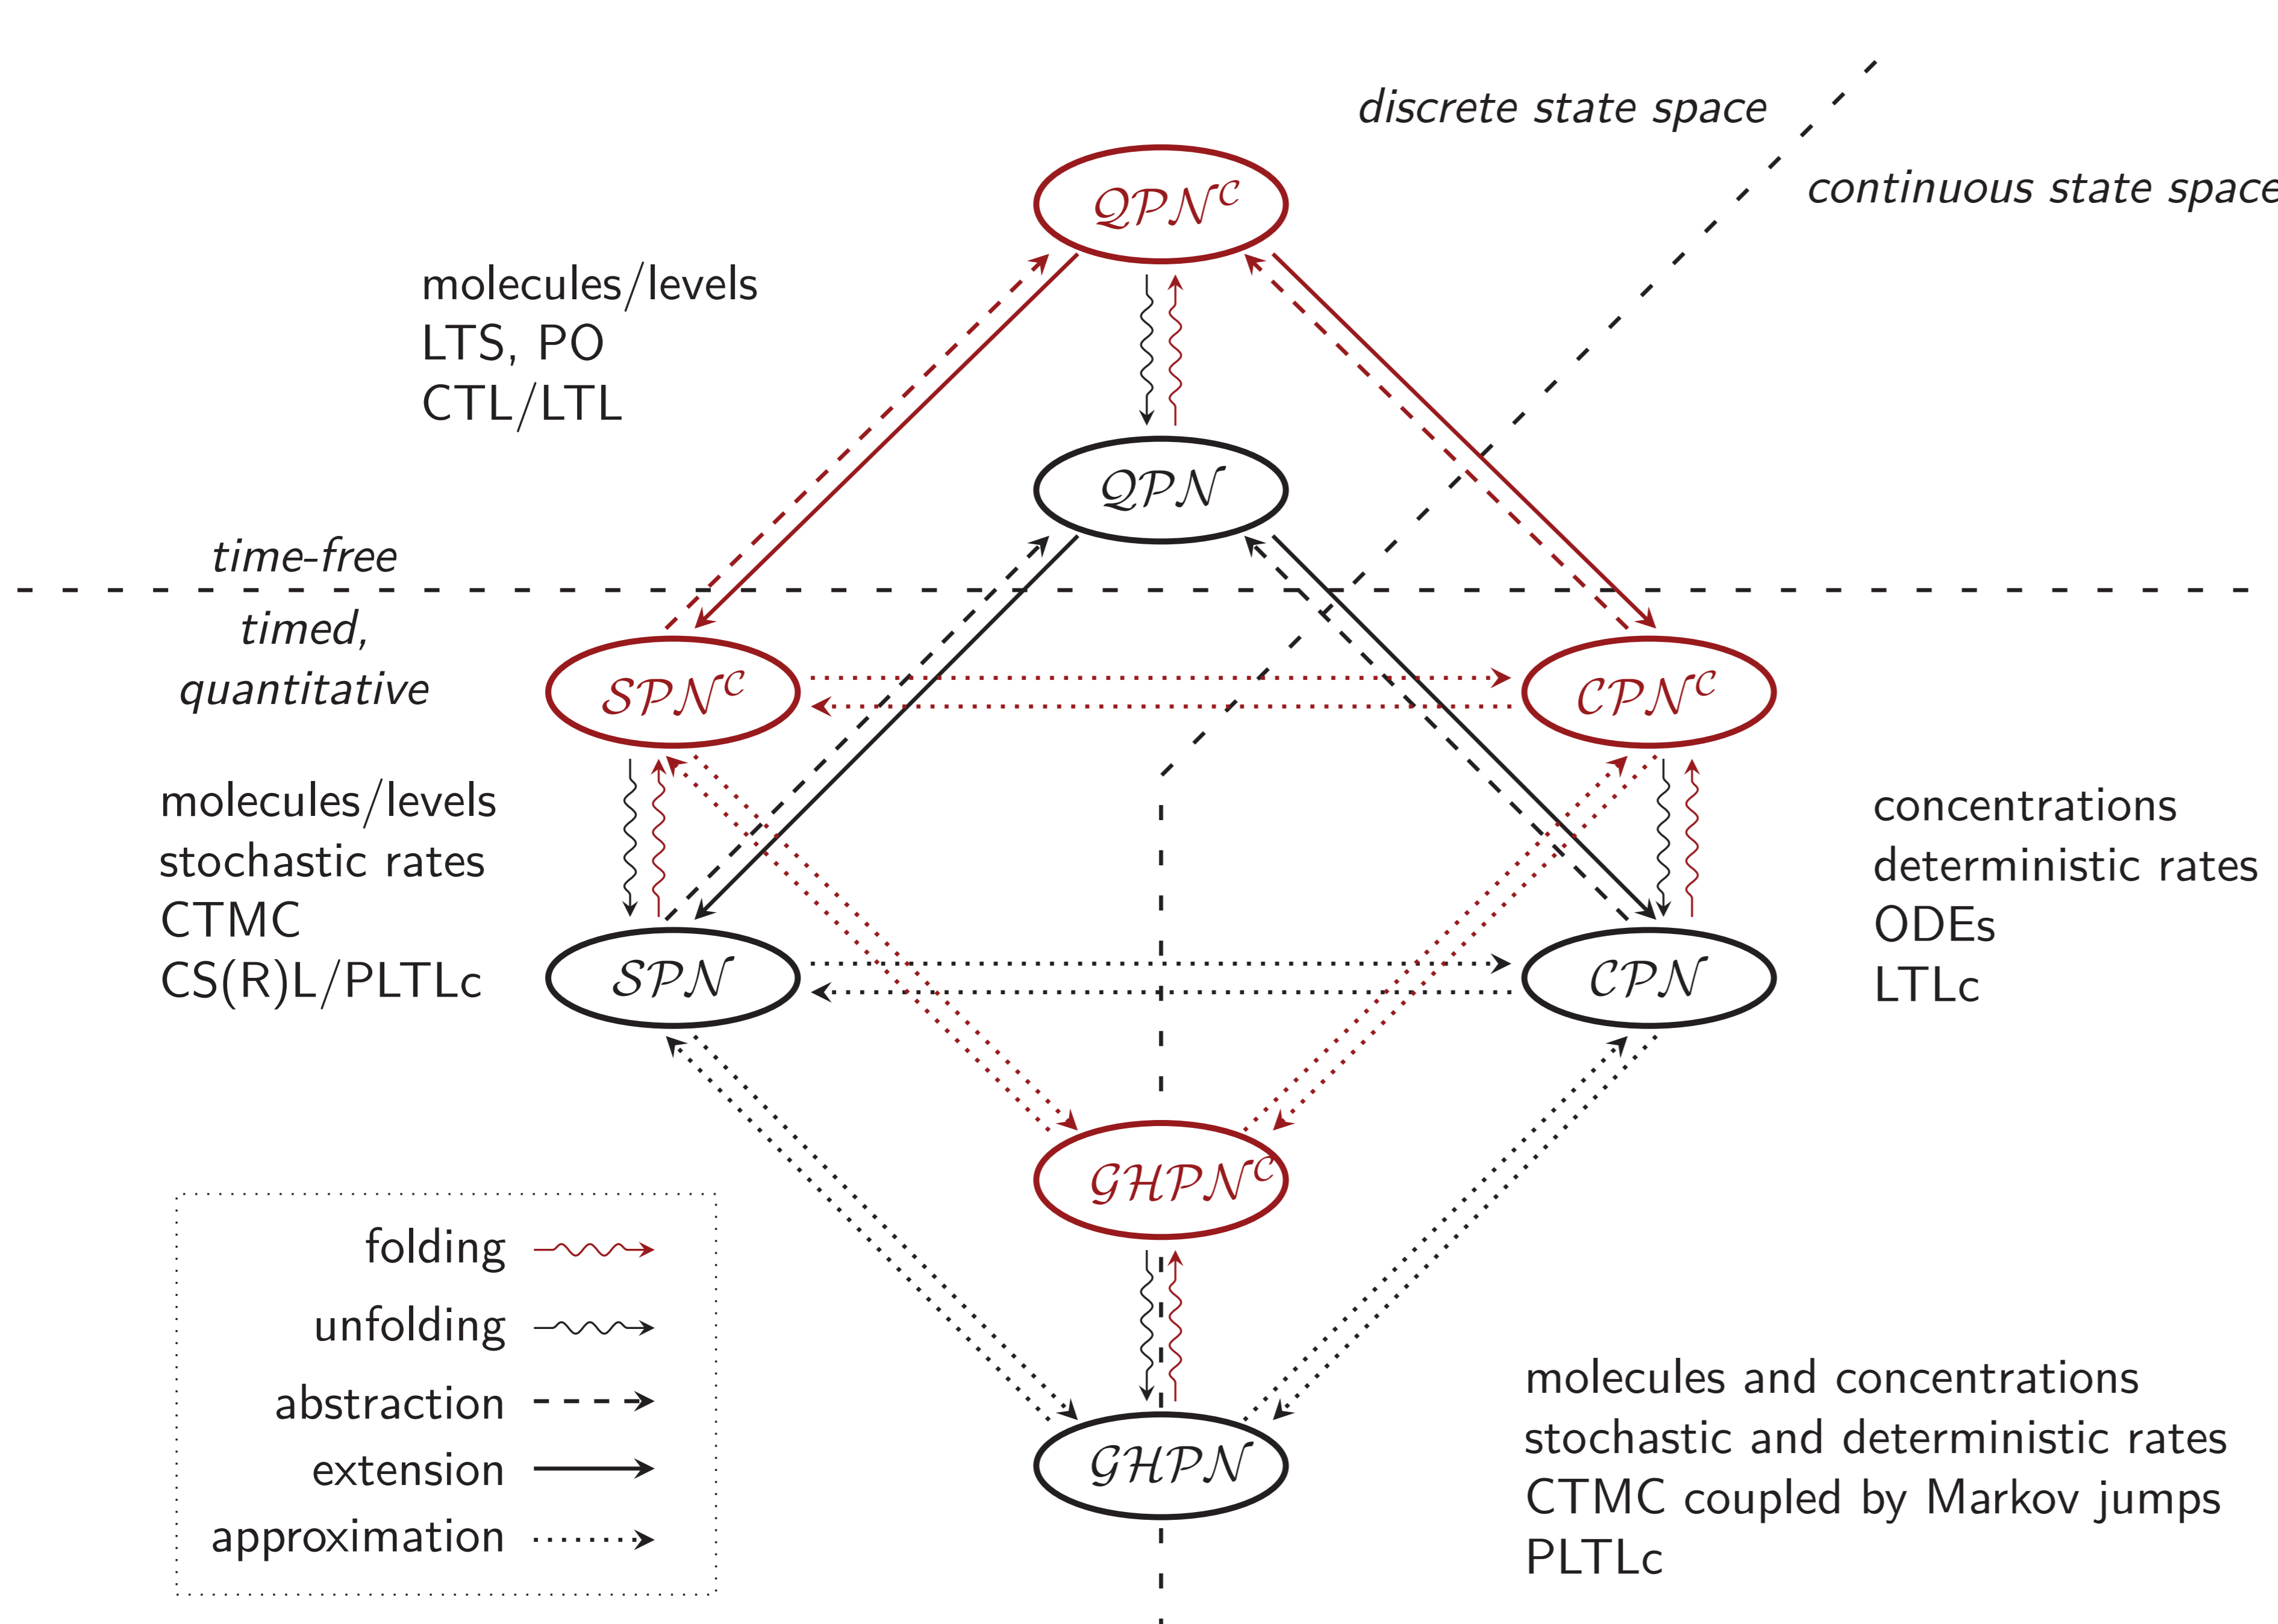 discrete state space
continuous state space
𝒬𝒫𝒩^𝒞
molecules/levels
LTS, PO
CTL/LTL
𝒬𝒫𝒩
time-free
timed,
quantitative
𝒮𝒫𝒩^𝒞
𝒞𝒫𝒩^𝒞
molecules/levels
stochastic rates
CTMC
CS(R)L/PLTLc
concentrations
deterministic rates
ODEs
LTLc
𝒮𝒫𝒩
𝒞𝒫𝒩
𝒢ℋ𝒫𝒩^𝒞
folding
unfolding
abstraction
extension
approximation
𝒢ℋ𝒫𝒩
molecules and concentrations
stochastic and deterministic rates
CTMC coupled by Markov jumps
PLTLc